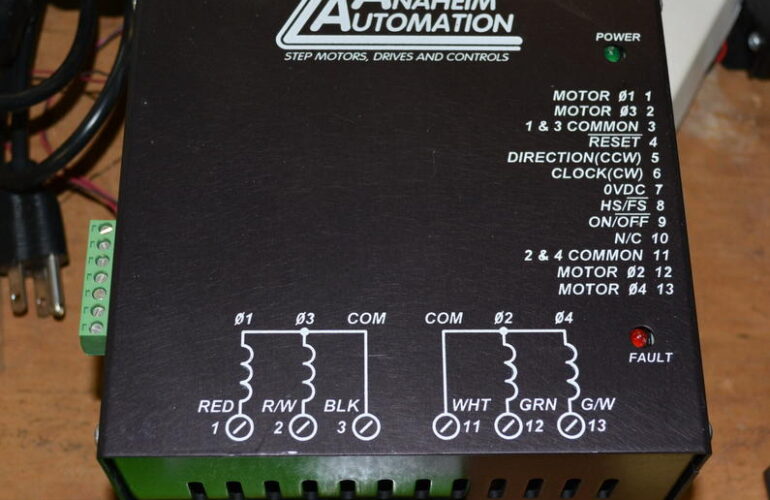 ANAHEIM
AUTOMATION
STEP MOTORS, DRIVES AND CONTROLS
POWER
MOTOR Ø1 1
MOTOR Ø3 2
1 & 3 COMMON 3
RESET 4
DIRECTION(CCW) 5
CLOCK(CW) 6
0VDC 7
HS/FS 8
ON/OFF 9
N/C 10
2 & 4 COMMON 11
MOTOR Ø2 12
MOTOR Ø4 13
Ø1 Ø3 COM COM Ø2 Ø4
FAULT
RED R/W BLK WHT GRN G/W
1 2 3 11 12 13